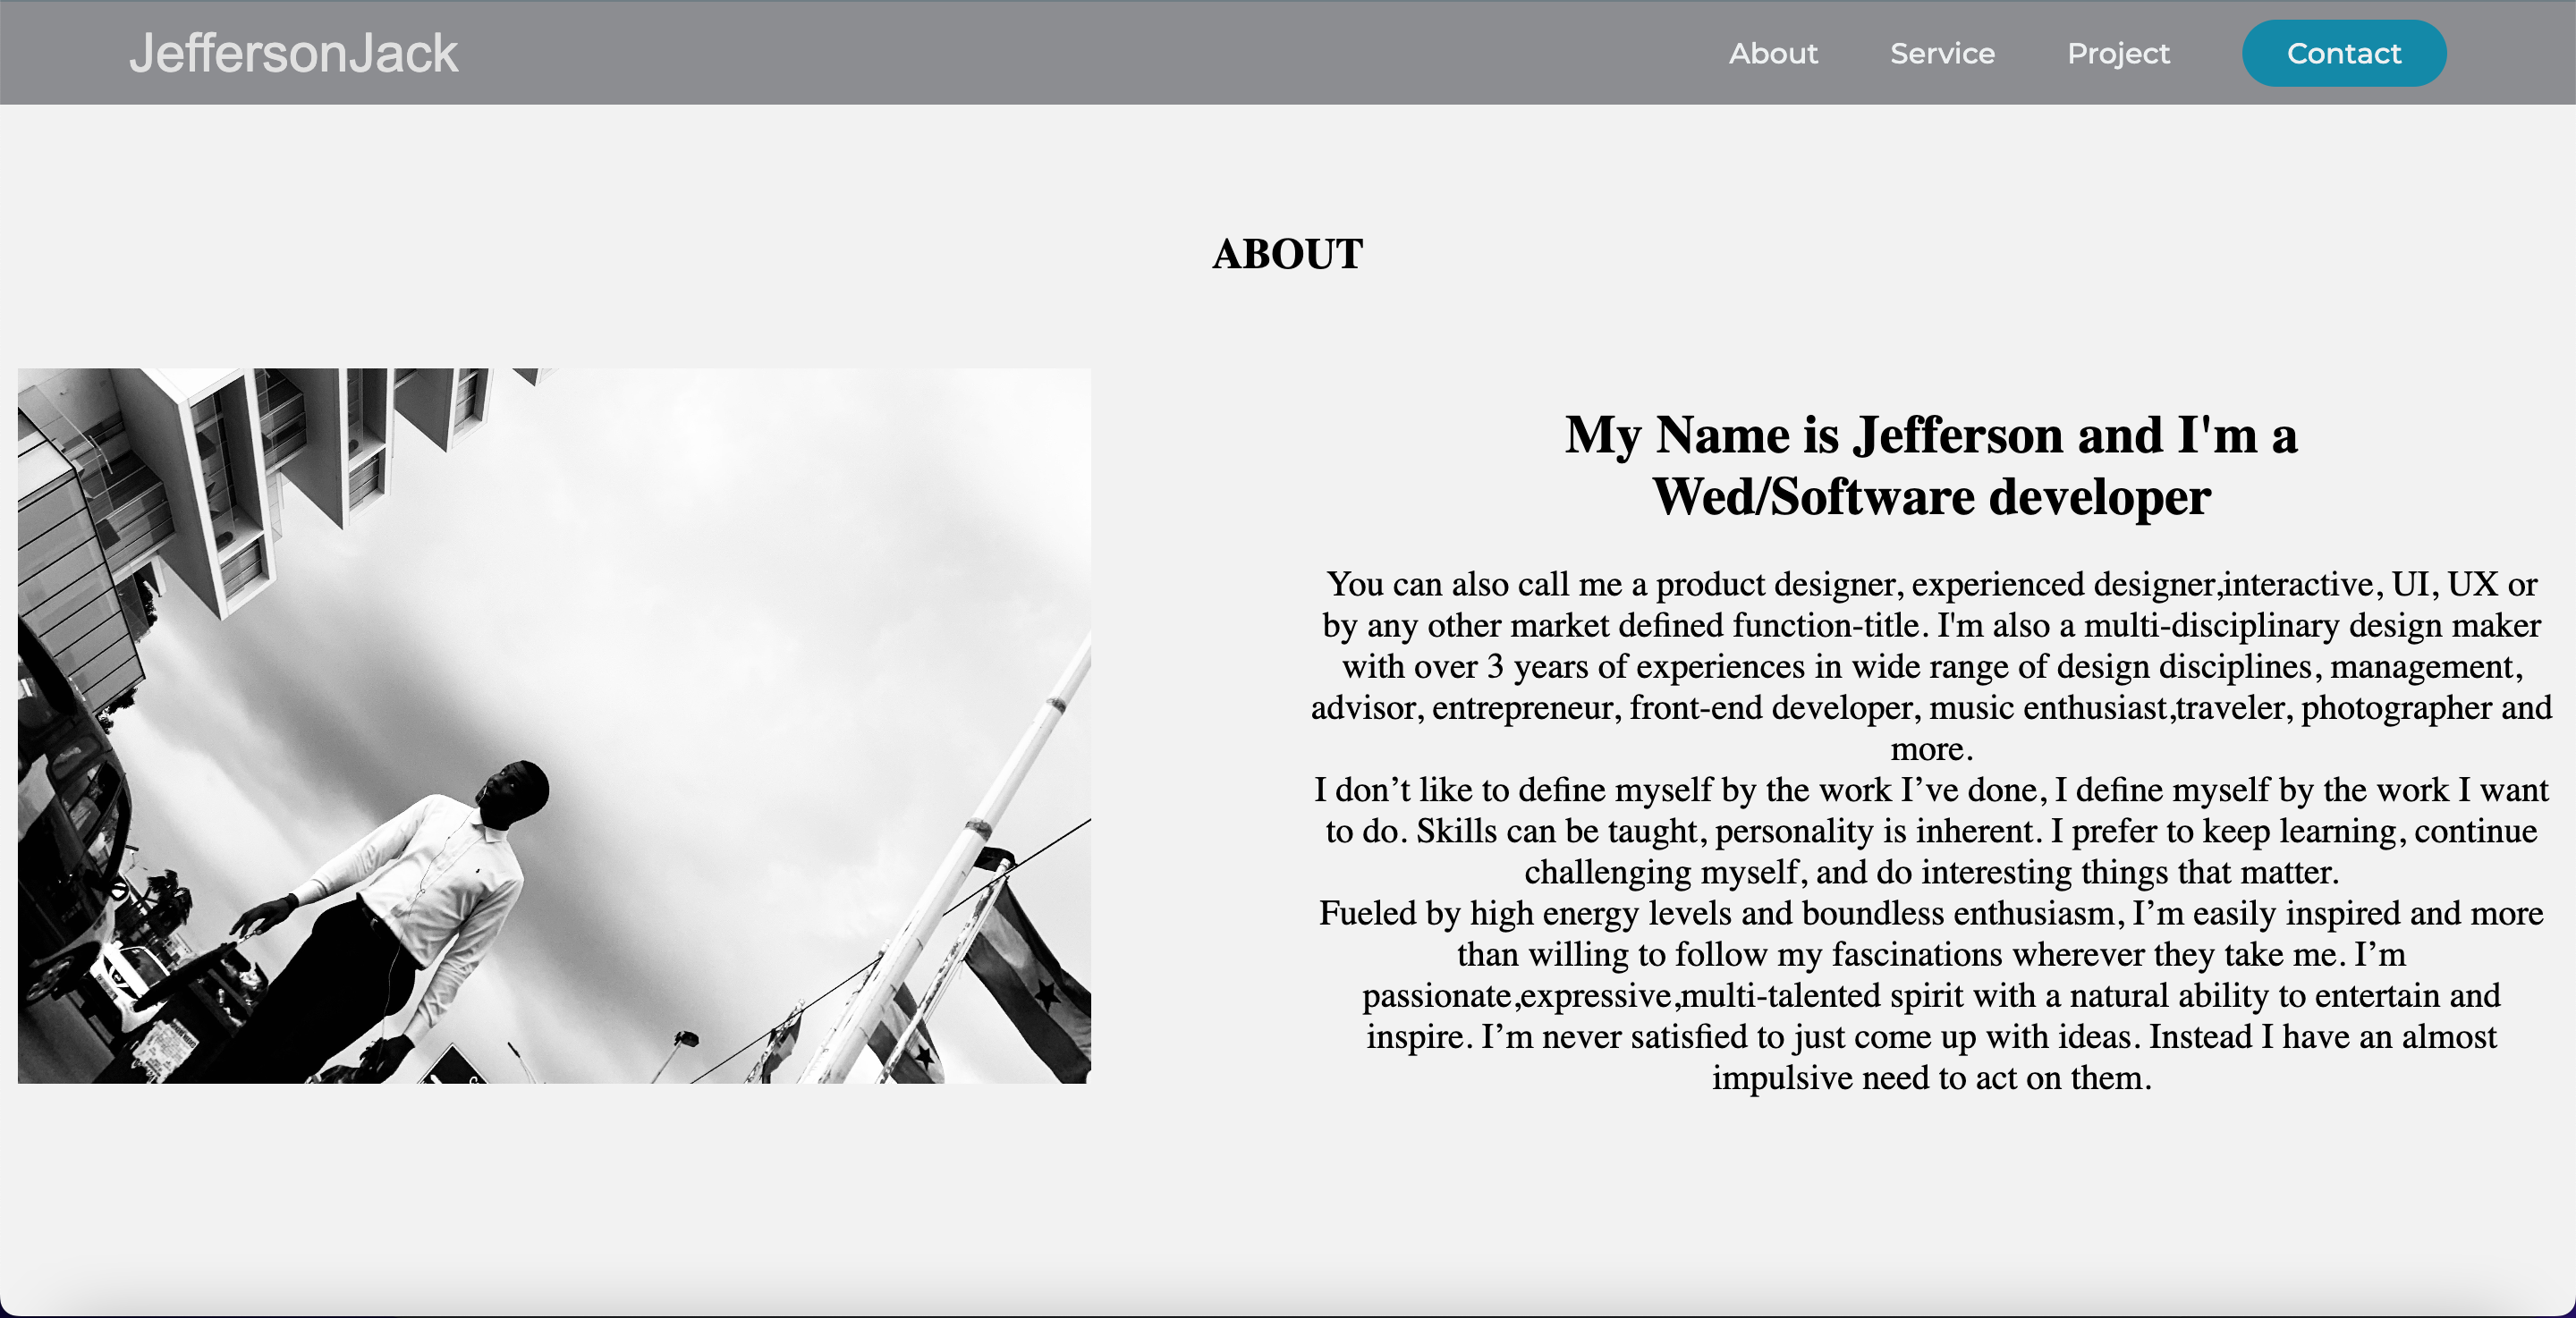 JeffersonJack
About Service Project Contact
ABOUT
My Name is Jefferson and I'm a
Wed/Software developer
You can also call me a product designer, experienced designer,interactive, UI, UX or
by any other market defined function-title. I'm also a multi-disciplinary design maker
with over 3 years of experiences in wide range of design disciplines, management,
advisor, entrepreneur, front-end developer, music enthusiast,traveler, photographer and
more.
I don’t like to define myself by the work I’ve done, I define myself by the work I want
to do. Skills can be taught, personality is inherent. I prefer to keep learning, continue
challenging myself, and do interesting things that matter.
Fueled by high energy levels and boundless enthusiasm, I’m easily inspired and more
than willing to follow my fascinations wherever they take me. I’m
passionate,expressive,multi-talented spirit with a natural ability to entertain and
inspire. I’m never satisfied to just come up with ideas. Instead I have an almost
impulsive need to act on them.